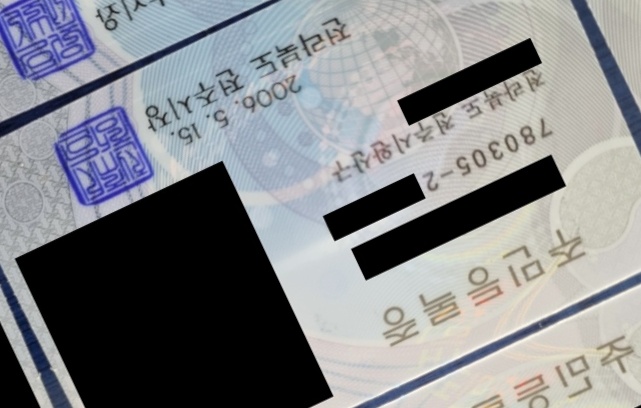 주민등록증
780305-2
전라북도 전주시완산구
2006. 5. 15.
전라북도 전주시장